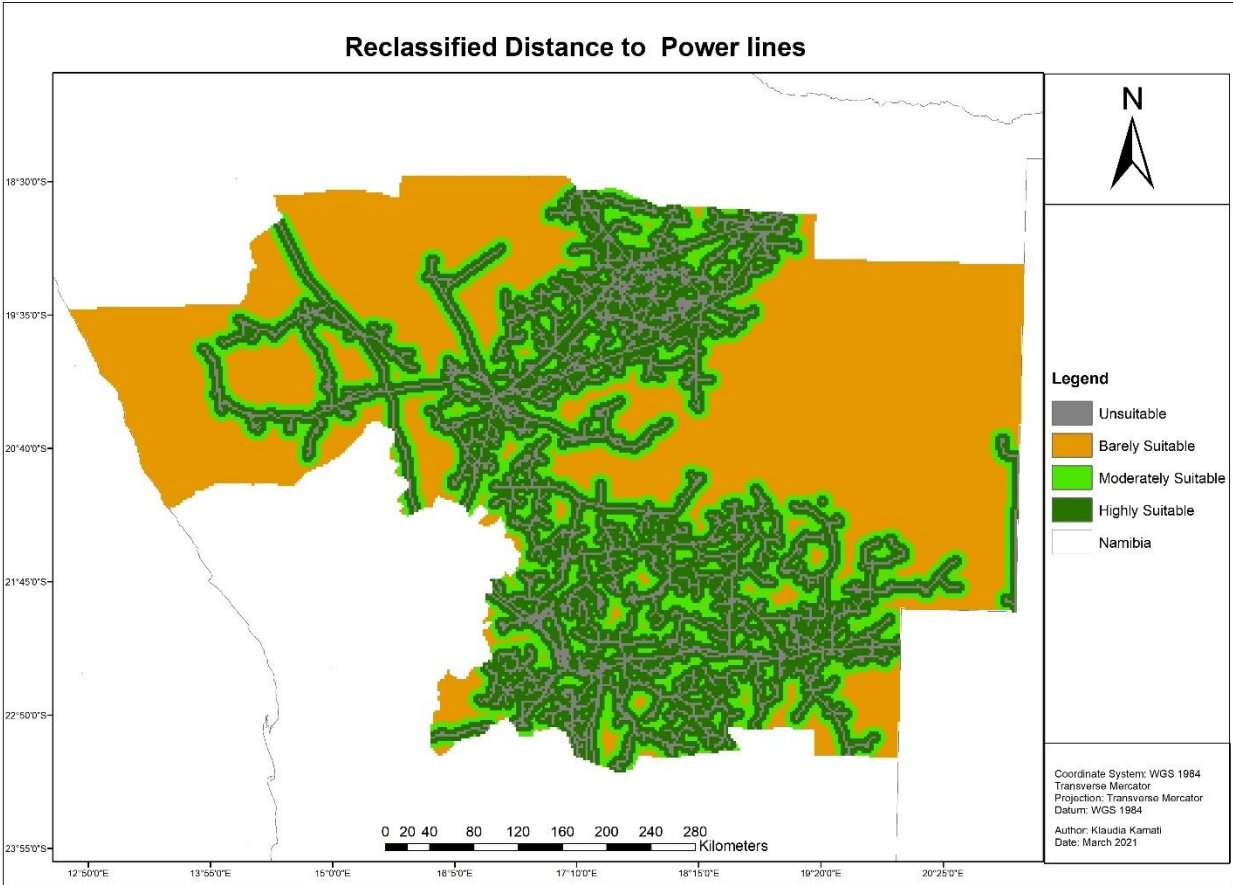 Reclassified Distance to Power lines
N
18°30'0"S
19°35'0"S
20°40'0"S
21°45'0"S
22°50'0"S
23°55'0"S
12°50'0"E
13°55'0"E
15°0'0"E
16°5'0"E
17°10'0"E
18°15'0"E
19°20'0"E
20°25'0"E
0 20 40 80 120 160 200 240 280
Kilometers
Legend
Unsuitable
Barely Suitable
Moderately Suitable
Highly Suitable
Namibia
Coordinate System: WGS 1984
Transverse Mercator
Projection: Transverse Mercator
Datum: WGS 1984
Author: Klaudia Kamati
Date: March 2021